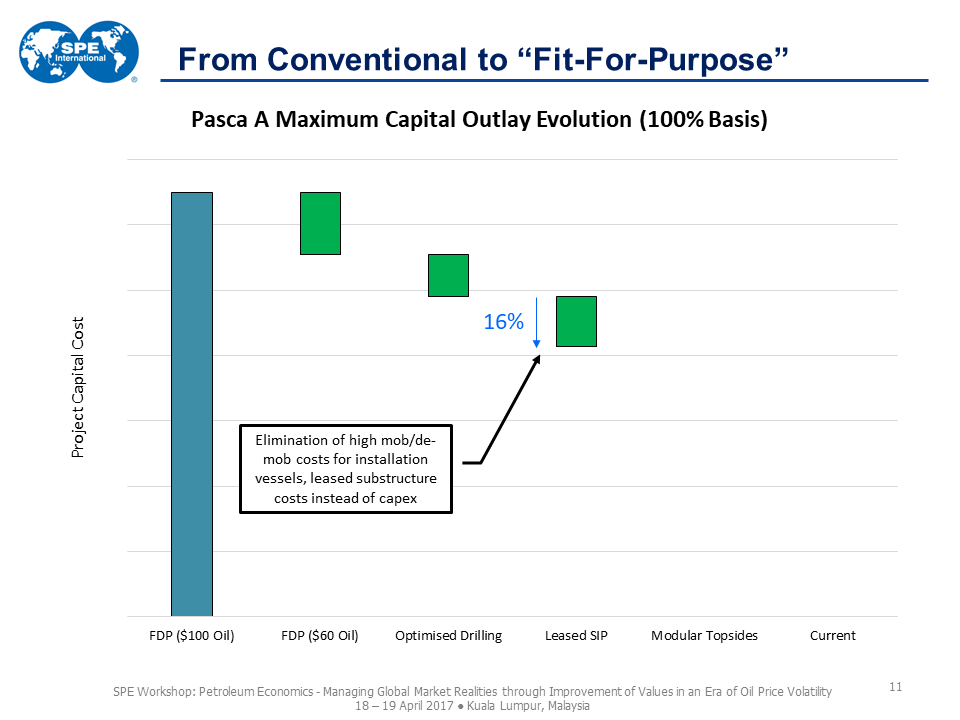 SPE
International
®
From Conventional to “Fit-For-Purpose”
Pasca A Maximum Capital Outlay Evolution (100% Basis)
Project Capital Cost
16%
Elimination of high mob/de-
mob costs for installation
vessels, leased substructure
costs instead of capex
FDP ($100 Oil) FDP ($60 Oil) Optimised Drilling Leased SIP Modular Topsides Current
SPE Workshop: Petroleum Economics - Managing Global Market Realities through Improvement of Values in an Era of Oil Price Volatility
18 – 19 April 2017 ● Kuala Lumpur, Malaysia
11